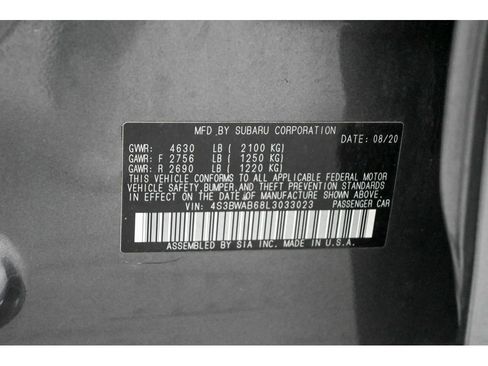 MFD. BY SUBARU CORPORATION
DATE: 08/20
GVWR: 4630 LB ( 2100 KG)
GAWR: F 2756 LB ( 1250 KG)
GAWR: R 2690 LB ( 1220 KG)
THIS VEHICLE CONFORMS TO ALL APPLICABLE FEDERAL MOTOR
VEHICLE SAFETY, BUMPER, AND THEFT PREVENTION STANDARDS
IN EFFECT ON THE DATE OF MANUFACTURE SHOWN ABOVE.
VIN: 4S3BWAB68L3033023 PASSENGER CAR
ASSEMBLED BY SIA INC. MADE IN U.S.A.